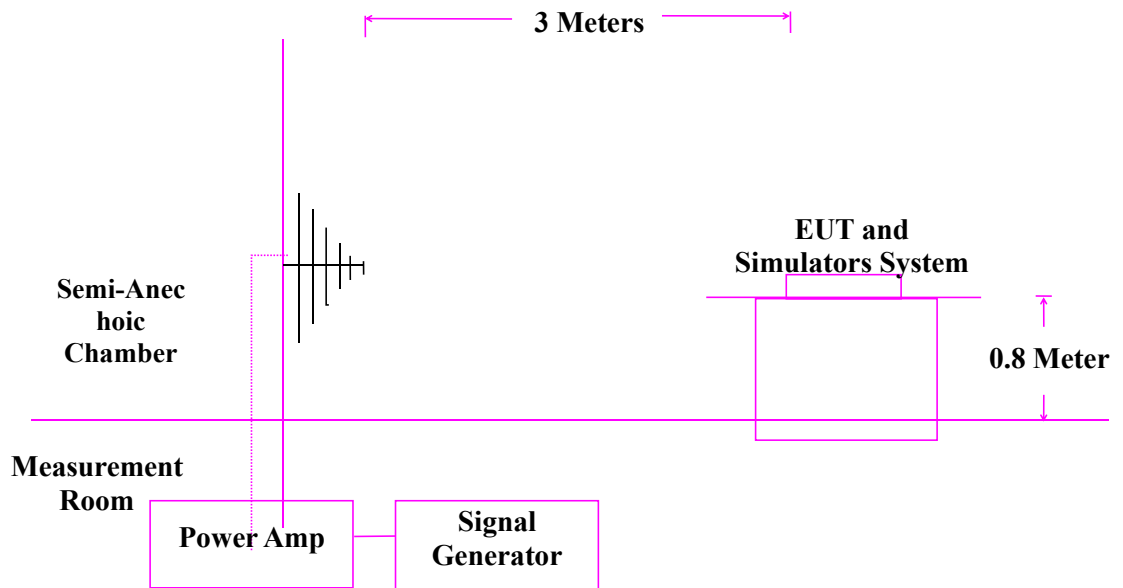 3 Meters
EUT and
Simulators System
Semi-Anec
hoic
Chamber
0.8 Meter
Measurement
Room
Power Amp
Signal
Generator